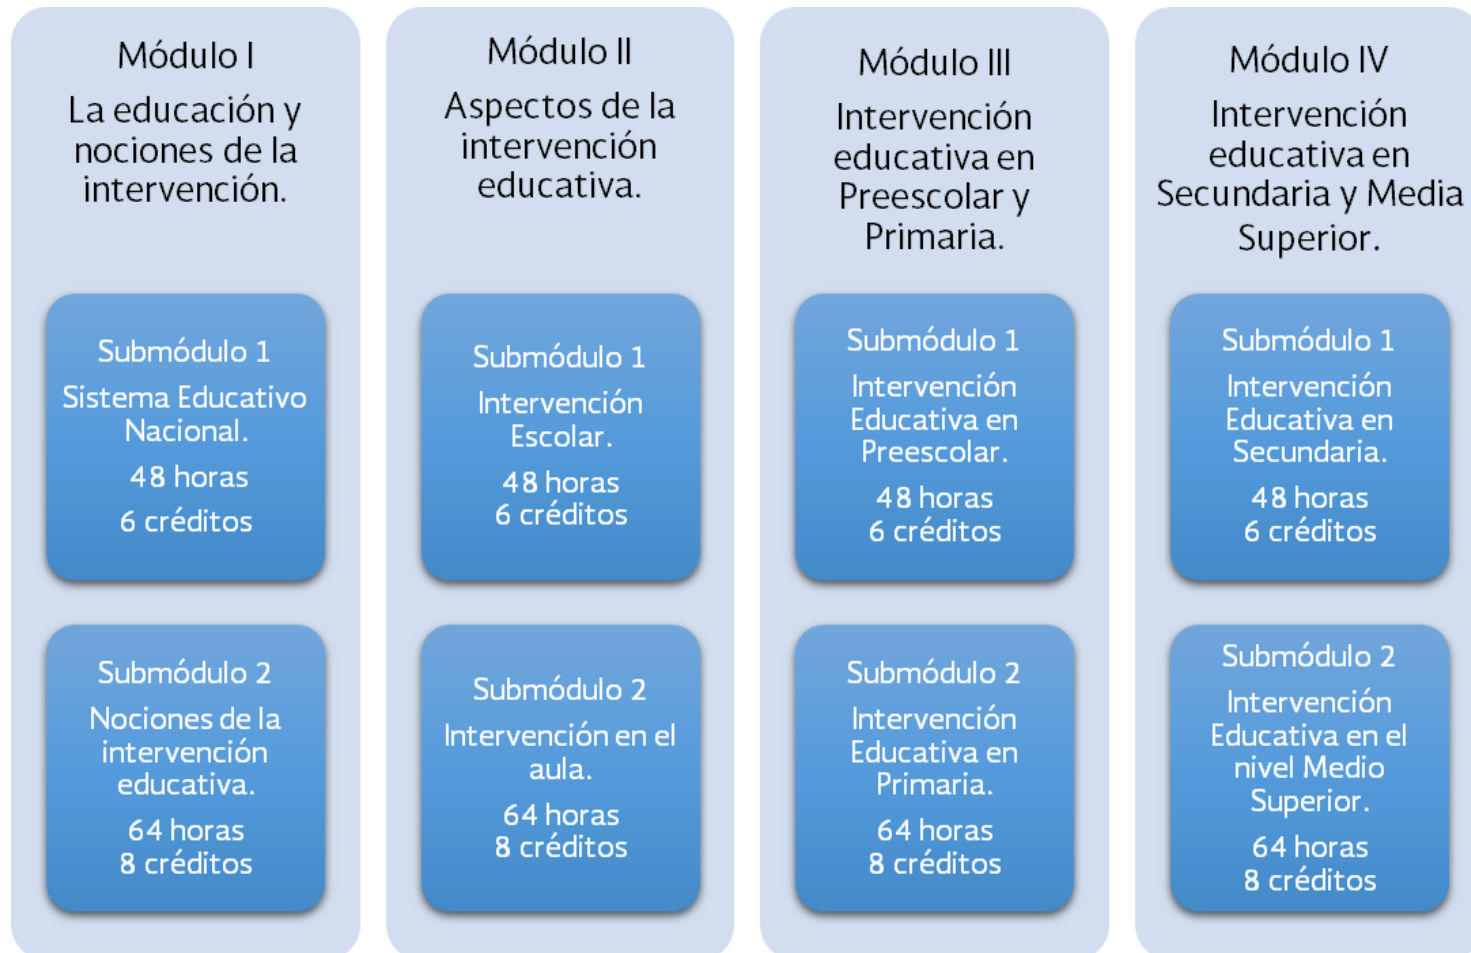 Módulo I
La educación y
nociones de la
intervención.
Submódulo 1
Sistema Educativo
Nacional.
48 horas
6 créditos
Submódulo 2
Nociones de la
intervención
educativa.
64 horas
8 créditos
Módulo II
Aspectos de la
intervención
educativa.
Submódulo 1
Intervención
Escolar.
48 horas
6 créditos
Submódulo 2
Intervención en el
aula.
64 horas
8 créditos
Módulo III
Intervención
educativa en
Preescolar y
Primaria.
Submódulo 1
Intervención
Educativa en
Preescolar.
48 horas
6 créditos
Submódulo 2
Intervención
Educativa en
Primaria.
64 horas
8 créditos
Módulo IV
Intervención
educativa en
Secundaria y Media
Superior.
Submódulo 1
Intervención
Educativa en
Secundaria.
48 horas
6 créditos
Submódulo 2
Intervención
Educativa en el
nivel Medio
Superior.
64 horas
8 créditos